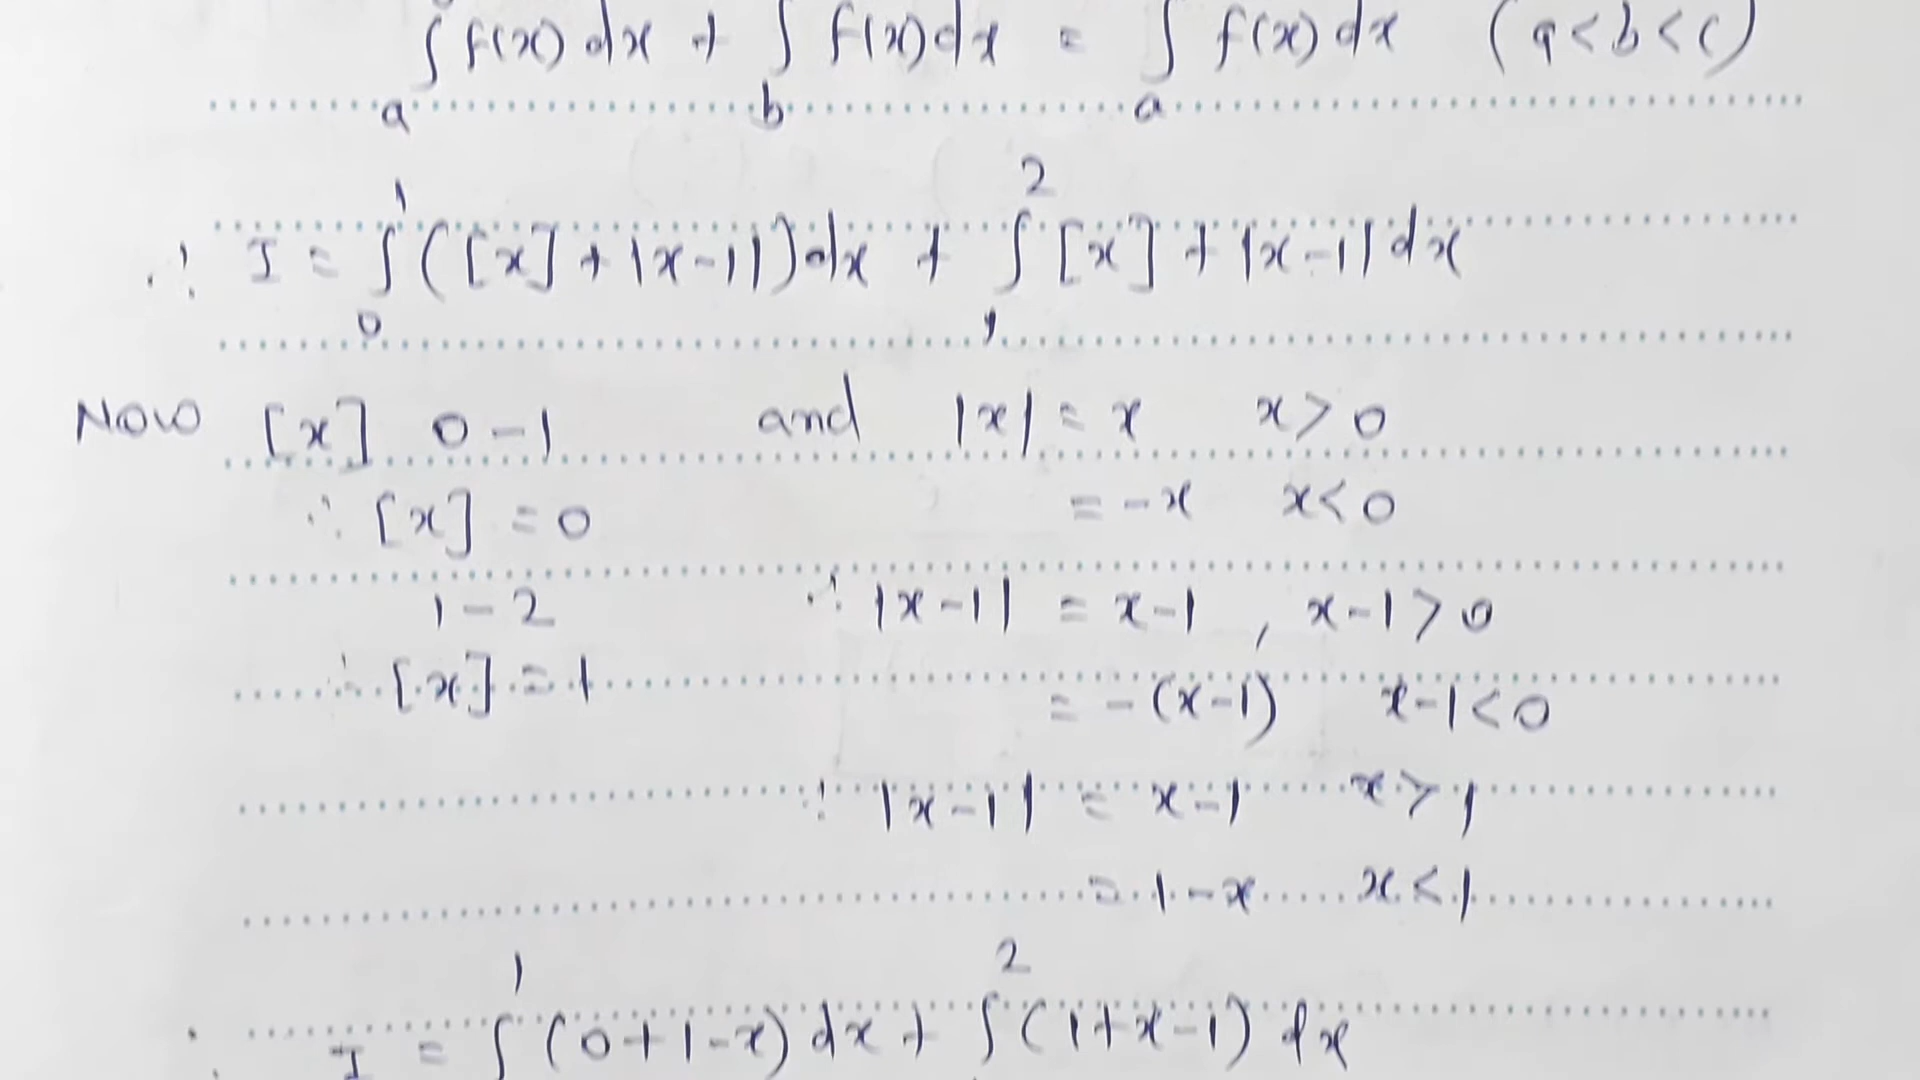 ∫ f(x) dx + ∫ f(x) dx = ∫ f(x) dx (a < b < c)
a b a
1 2
∴ I = ∫ ([x] + |x-1|) dx + ∫ [x] + |x-1| dx
0 1
Now [x] 0 - 1 and |x| = x x > 0
∴ [x] = 0 = -x x < 0
1 - 2 ∴ |x-1| = x-1 , x-1 > 0
∴ [x] = 1 = -(x-1) x-1 < 0
∴ |x-1| = x-1 x > 1
= 1-x x < 1
1 2
∴ I = ∫ (0+1-x) dx + ∫ (1+x-1) dx